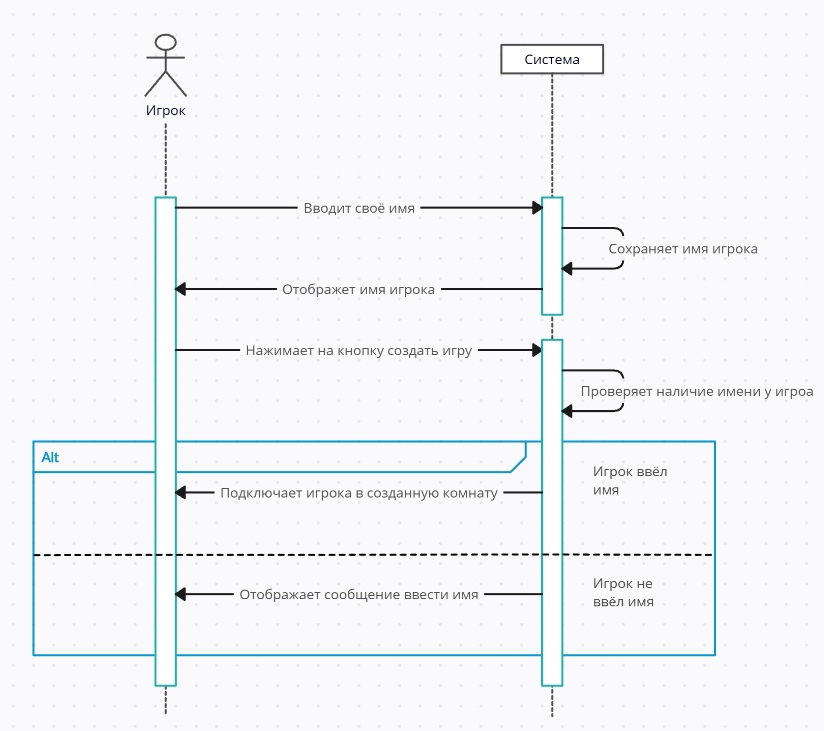 Система
Игрок
Вводит своё имя
Сохраняет имя игрока
Отображет имя игрока
Нажимает на кнопку создать игру
Проверяет наличие имени у игроа
Alt
Игрок ввёл
имя
Подключает игрока в созданную комнату
Игрок не
ввёл имя
Отображает сообщение ввести имя